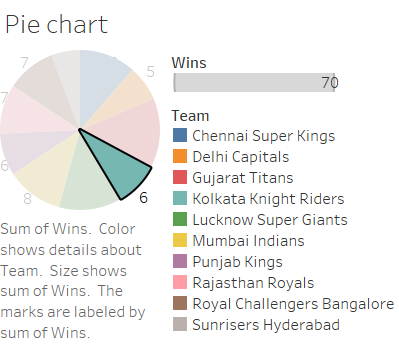 Pie chart
7
5
7
6
8
6
Wins
70
Team
Chennai Super Kings
Delhi Capitals
Gujarat Titans
Kolkata Knight Riders
Lucknow Super Giants
Mumbai Indians
Punjab Kings
Rajasthan Royals
Royal Challengers Bangalore
Sunrisers Hyderabad
Sum of Wins. Color
shows details about
Team. Size shows
sum of Wins. The
marks are labeled by
sum of Wins.